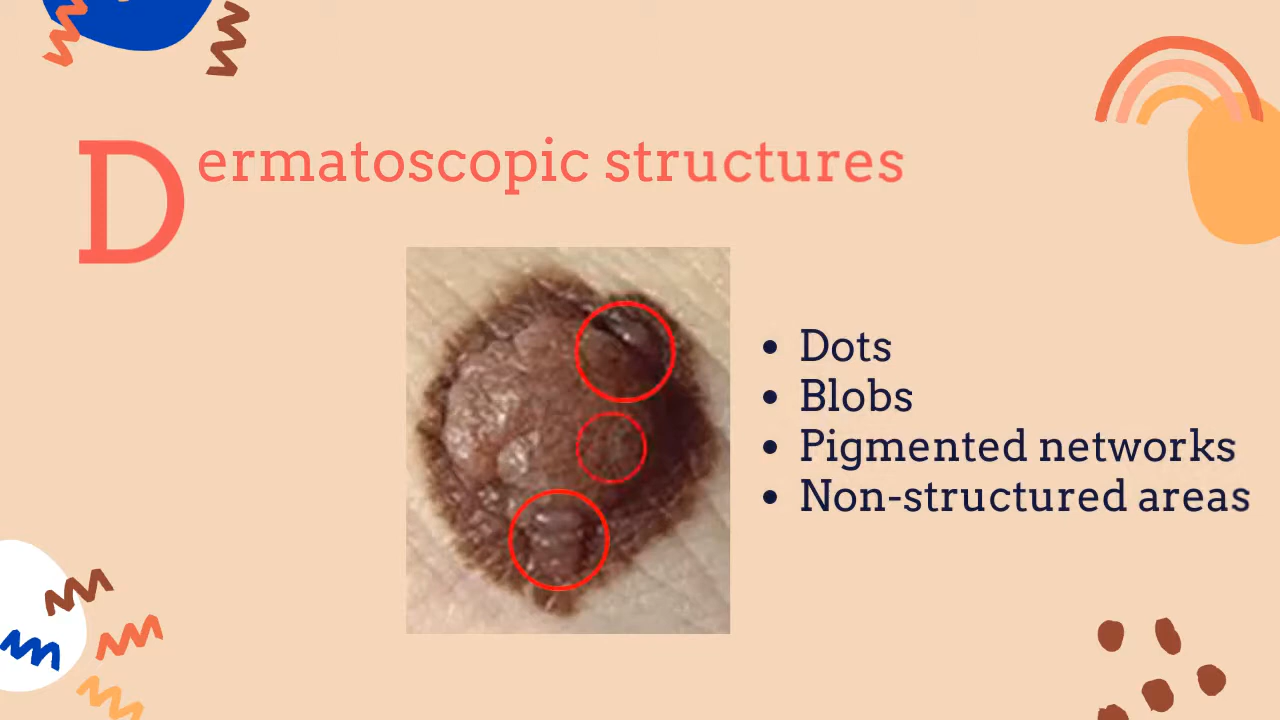 Dermatoscopic structures
• Dots
• Blobs
• Pigmented networks
• Non-structured areas